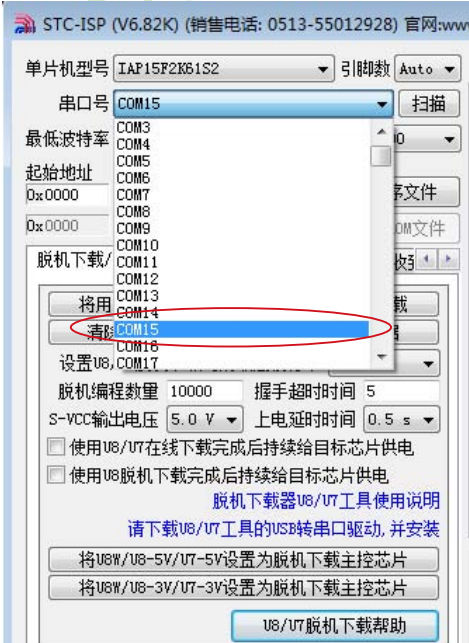 STC-ISP (V6.82K) (销售电话: 0513-55012928) 官网:www
单片机型号 IAP15F2K61S2 引脚数 Auto
串口号 COM15 扫描
最低波特率
COM3
COM4
COM5
COM6
COM7
COM8
COM9
COM10
COM11
COM12
COM13
COM14
COM15
COM16
COM17
起始地址
0x0000 序文件
0x0000 OM文件
脱机下载/ 收
将用 载
清除
设置U8,
脱机编程数量 10000 握手超时时间 5
S-VCC输出电压 5.0 V 上电延时时间 0.5 s
使用U8/U7在线下载完成后持续给目标芯片供电
使用U8脱机下载完成后持续给目标芯片供电
脱机下载器U8/U7工具使用说明
请下载U8/U7工具的USB转串口驱动,并安装
将U8W/U8-5V/U7-5V设置为脱机下载主控芯片
将U8W/U8-3V/U7-3V设置为脱机下载主控芯片
U8/U7脱机下载帮助